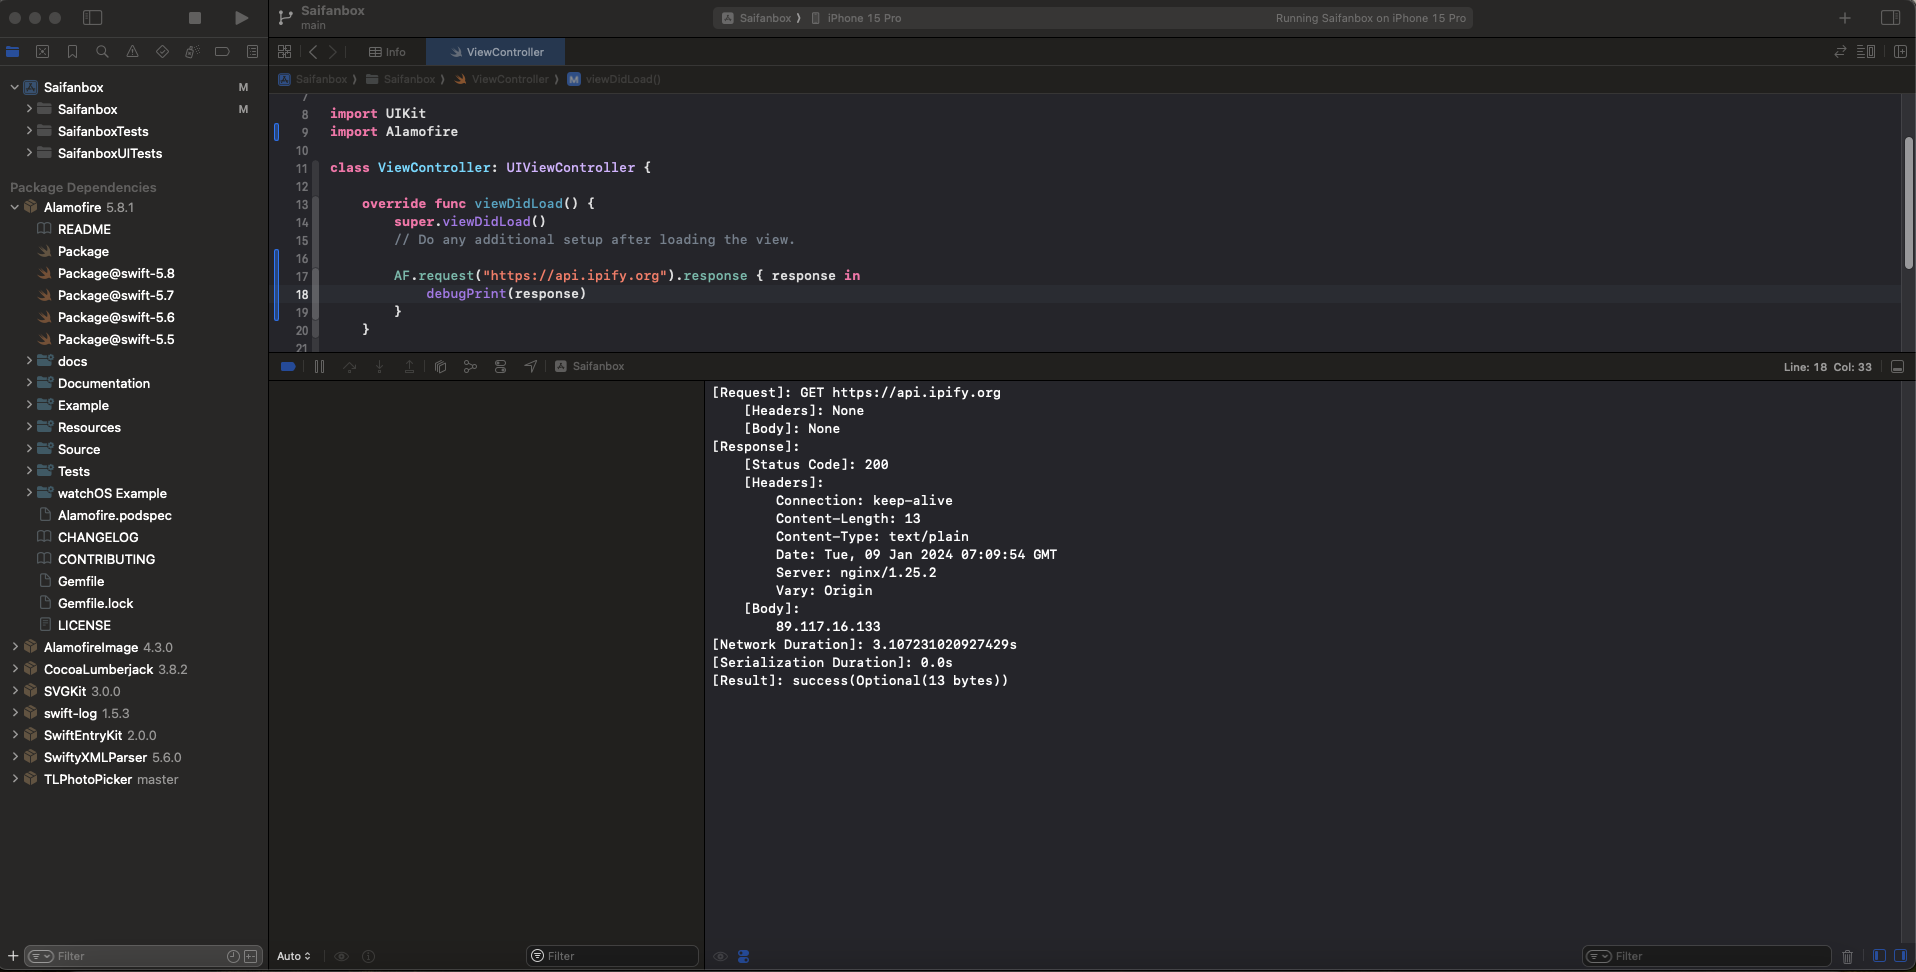 Saifanbox
main
Saifanbox ❭ iPhone 15 Pro
Running Saifanbox on iPhone 15 Pro
Info
ViewController
Saifanbox ❭ Saifanbox ❭ ViewController ❭ M viewDidLoad()
Saifanbox M
Saifanbox M
SaifanboxTests
SaifanboxUITests
Package Dependencies
Alamofire 5.8.1
README
Package
Package@swift-5.8
Package@swift-5.7
Package@swift-5.6
Package@swift-5.5
docs
Documentation
Example
Resources
Source
Tests
watchOS Example
Alamofire.podspec
CHANGELOG
CONTRIBUTING
Gemfile
Gemfile.lock
LICENSE
AlamofireImage 4.3.0
CocoaLumberjack 3.8.2
SVGKit 3.0.0
swift-log 1.5.3
SwiftEntryKit 2.0.0
SwiftyXMLParser 5.6.0
TLPhotoPicker master
Filter
7
8 import UIKit
9 import Alamofire
10
11 class ViewController: UIViewController {
12
13 override func viewDidLoad() {
14 super.viewDidLoad()
15 // Do any additional setup after loading the view.
16
17 AF.request("https://api.ipify.org").response { response in
18 debugPrint(response)
19 }
20 }
21
Saifanbox
Line: 18 Col: 33
[Request]: GET https://api.ipify.org
[Headers]: None
[Body]: None
[Response]:
[Status Code]: 200
[Headers]:
Connection: keep-alive
Content-Length: 13
Content-Type: text/plain
Date: Tue, 09 Jan 2024 07:09:54 GMT
Server: nginx/1.25.2
Vary: Origin
[Body]:
89.117.16.133
[Network Duration]: 3.107231020927429s
[Serialization Duration]: 0.0s
[Result]: success(Optional(13 bytes))
Auto
Filter
Filter